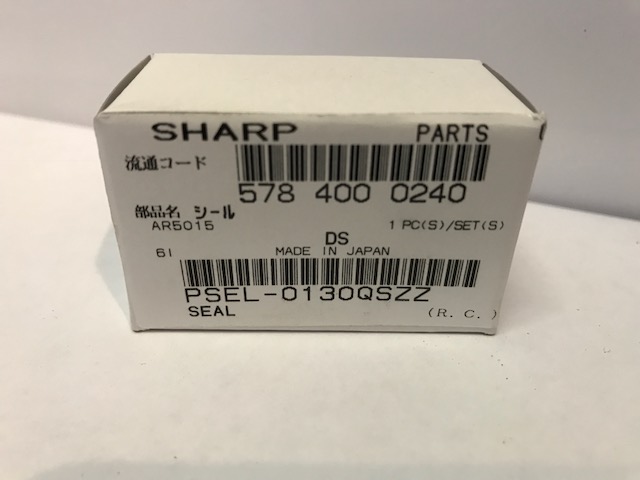 SHARP PARTS
流通コード
578 400 0240
部品名 シール
AR5015 1 PC(S)/SET(S)
DS
6I MADE IN JAPAN
PSEL-0130QSZZ
SEAL (R. C. )